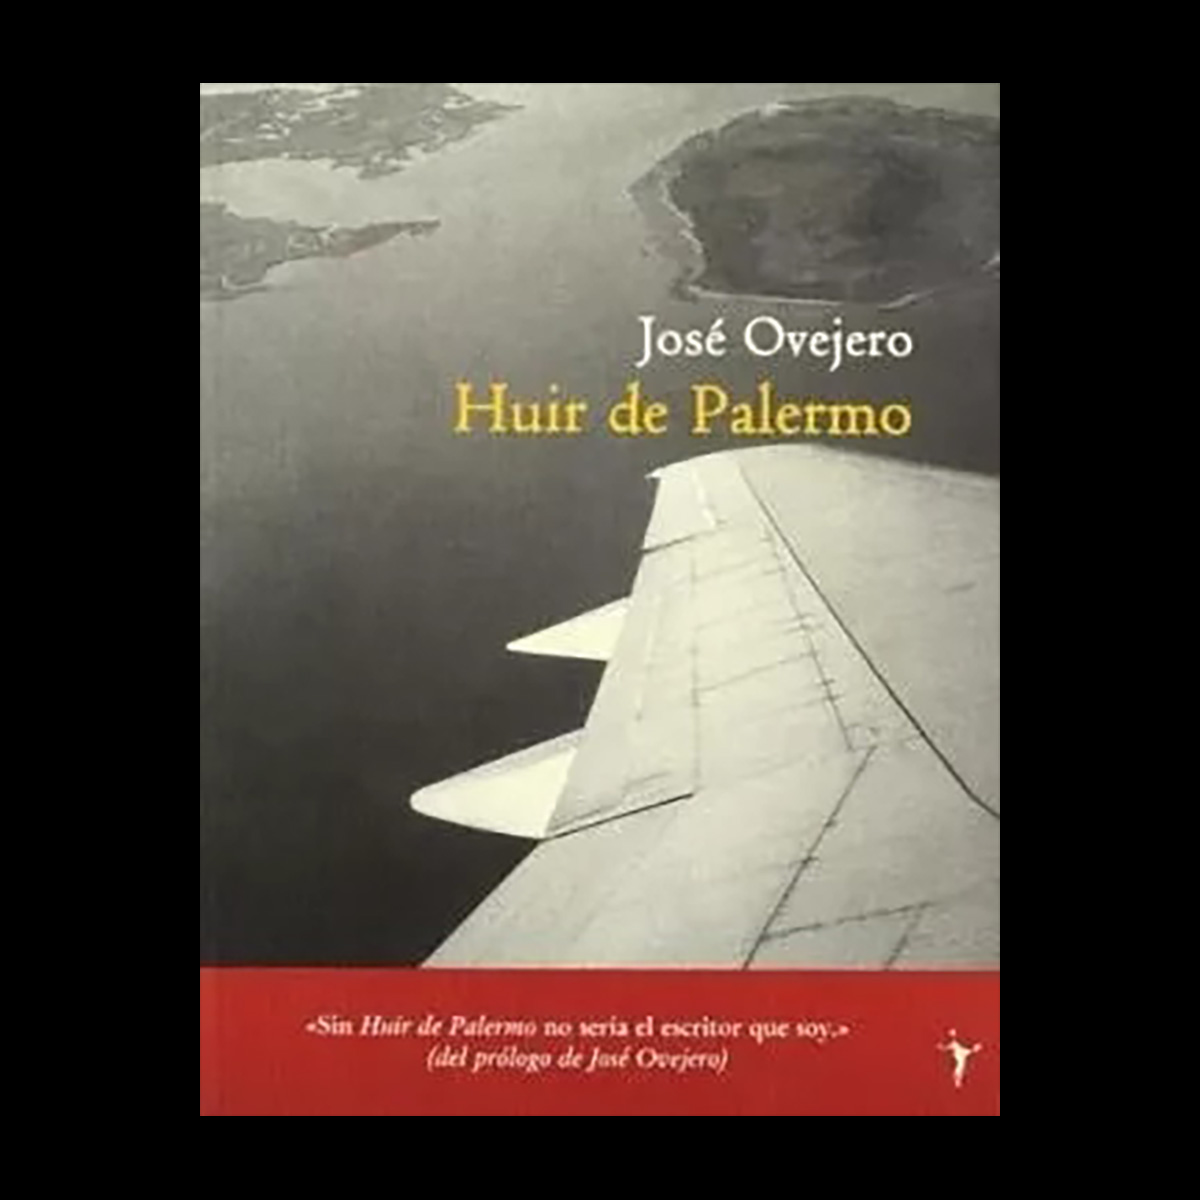 José Ovejero
Huir de Palermo
«Sin Huir de Palermo no sería el escritor que soy.»
(del prólogo de José Ovejero)